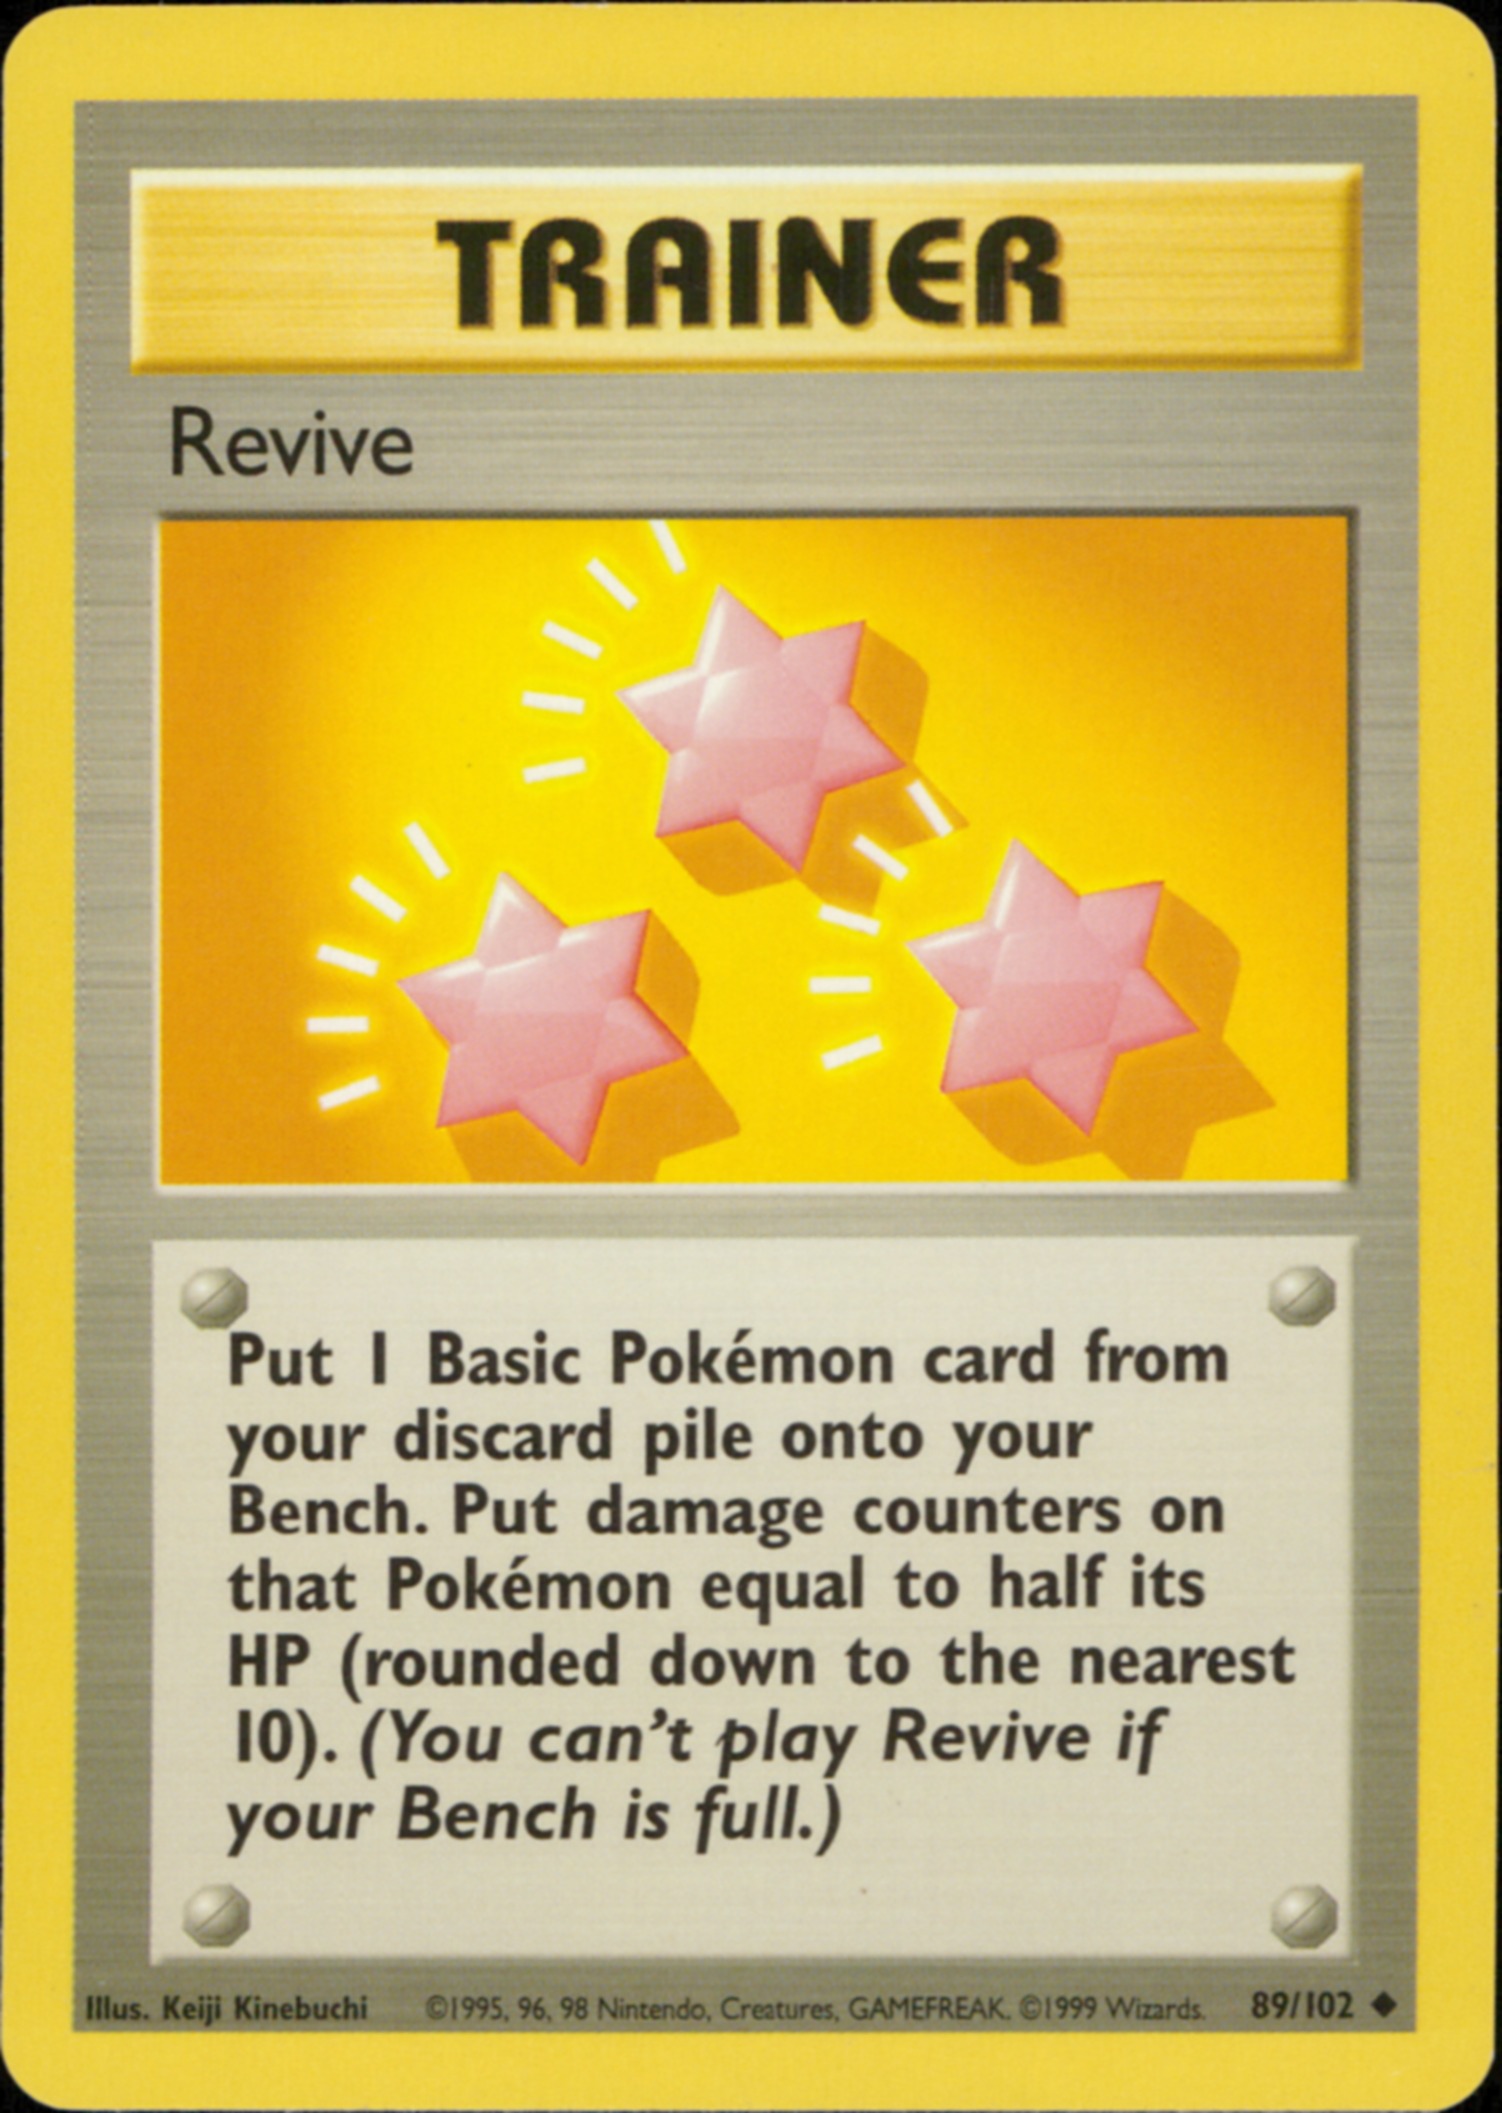 TRAINER
Revive
Put 1 Basic Pokémon card from
your discard pile onto your
Bench. Put damage counters on
that Pokémon equal to half its
HP (rounded down to the nearest
10). (You can't play Revive if
your Bench is full.)
Illus. Keiji Kinebuchi ©1995, 96, 98 Nintendo, Creatures, GAMEFREAK. ©1999 Wizards. 89/102 ◆